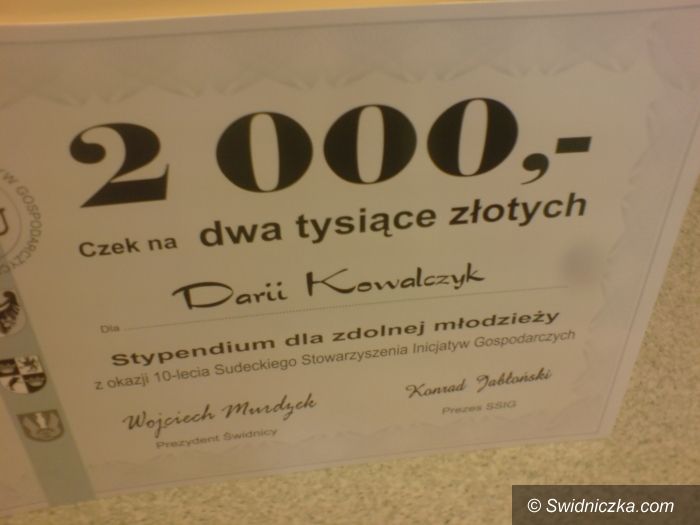 2 000,-
Czek na dwa tysiące złotych
Darii Kowalczyk
Dla
Stypendium dla zdolnej młodzieży
z okazji 10-lecia Sudeckiego Stowarzyszenia Inicjatyw Gospodarczych
Wojciech Murdzek
Konrad Jabłoński
Prezydent Świdnicy
Prezes SSIG
GOSPODARCZYC
© Swidniczka.com